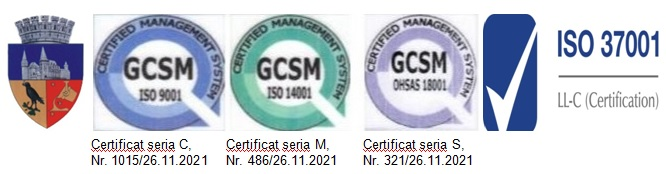 CERTIFIED MANAGEMENT SYSTEM
GCSM
ISO 9001
Certificat seria C,
Nr. 1015/26.11.2021
CERTIFIED MANAGEMENT SYSTEM
GCSM
ISO 14001
Certificat seria M,
Nr. 486/26.11.2021
CERTIFIED MANAGEMENT SYSTEM
GCSM
OHSAS 18001
Certificat seria S,
Nr. 321/26.11.2021
ISO 37001
LL-C (Certification)